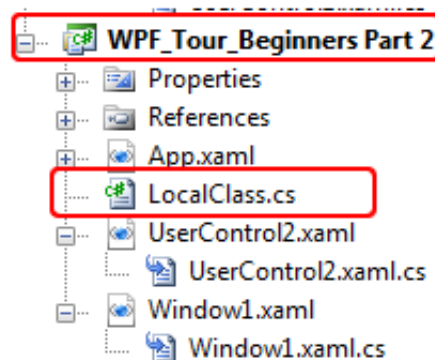 WPF_Tour_Beginners Part 2
Properties
References
App.xaml
LocalClass.cs
UserControl2.xaml
UserControl2.xaml.cs
Window1.xaml
Window1.xaml.cs